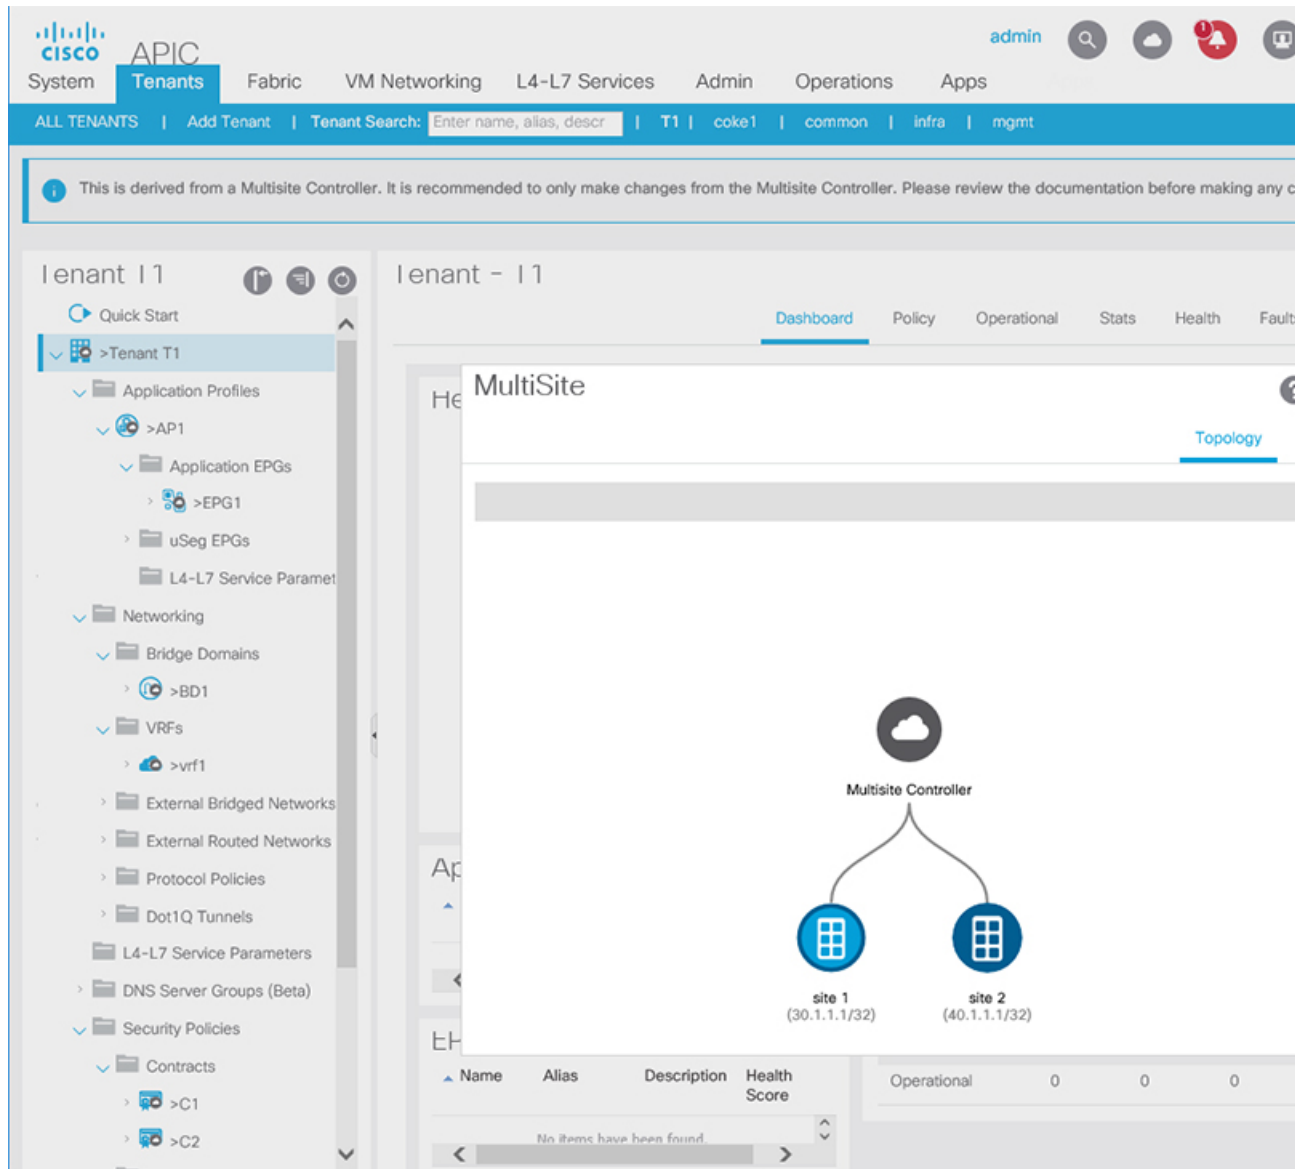 CISCO APIC
admin
1
System Tenants Fabric VM Networking L4-L7 Services Admin Operations Apps
ALL TENANTS | Add Tenant | Tenant Search: Enter name, alias, descr | T1 | coke1 | common | infra | mgmt
This is derived from a Multisite Controller. It is recommended to only make changes from the Multisite Controller. Please review the documentation before making any c
Tenant T1
Quick Start
>Tenant T1
Application Profiles
>AP1
Application EPGs
>EPG1
uSeg EPGs
L4-L7 Service Paramet
Networking
Bridge Domains
>BD1
VRFs
>vrf1
External Bridged Networks
External Routed Networks
Protocol Policies
Dot1Q Tunnels
L4-L7 Service Parameters
DNS Server Groups (Beta)
Security Policies
Contracts
>C1
>C2
Tenant - T1
Dashboard Policy Operational Stats Health Fault
He
MultiSite
?
Topology
Multisite Controller
site 1 site 2
(30.1.1.1/32) (40.1.1.1/32)
Ap
Name Alias Description Health Score
No items have been found.
Operational 0 0 0